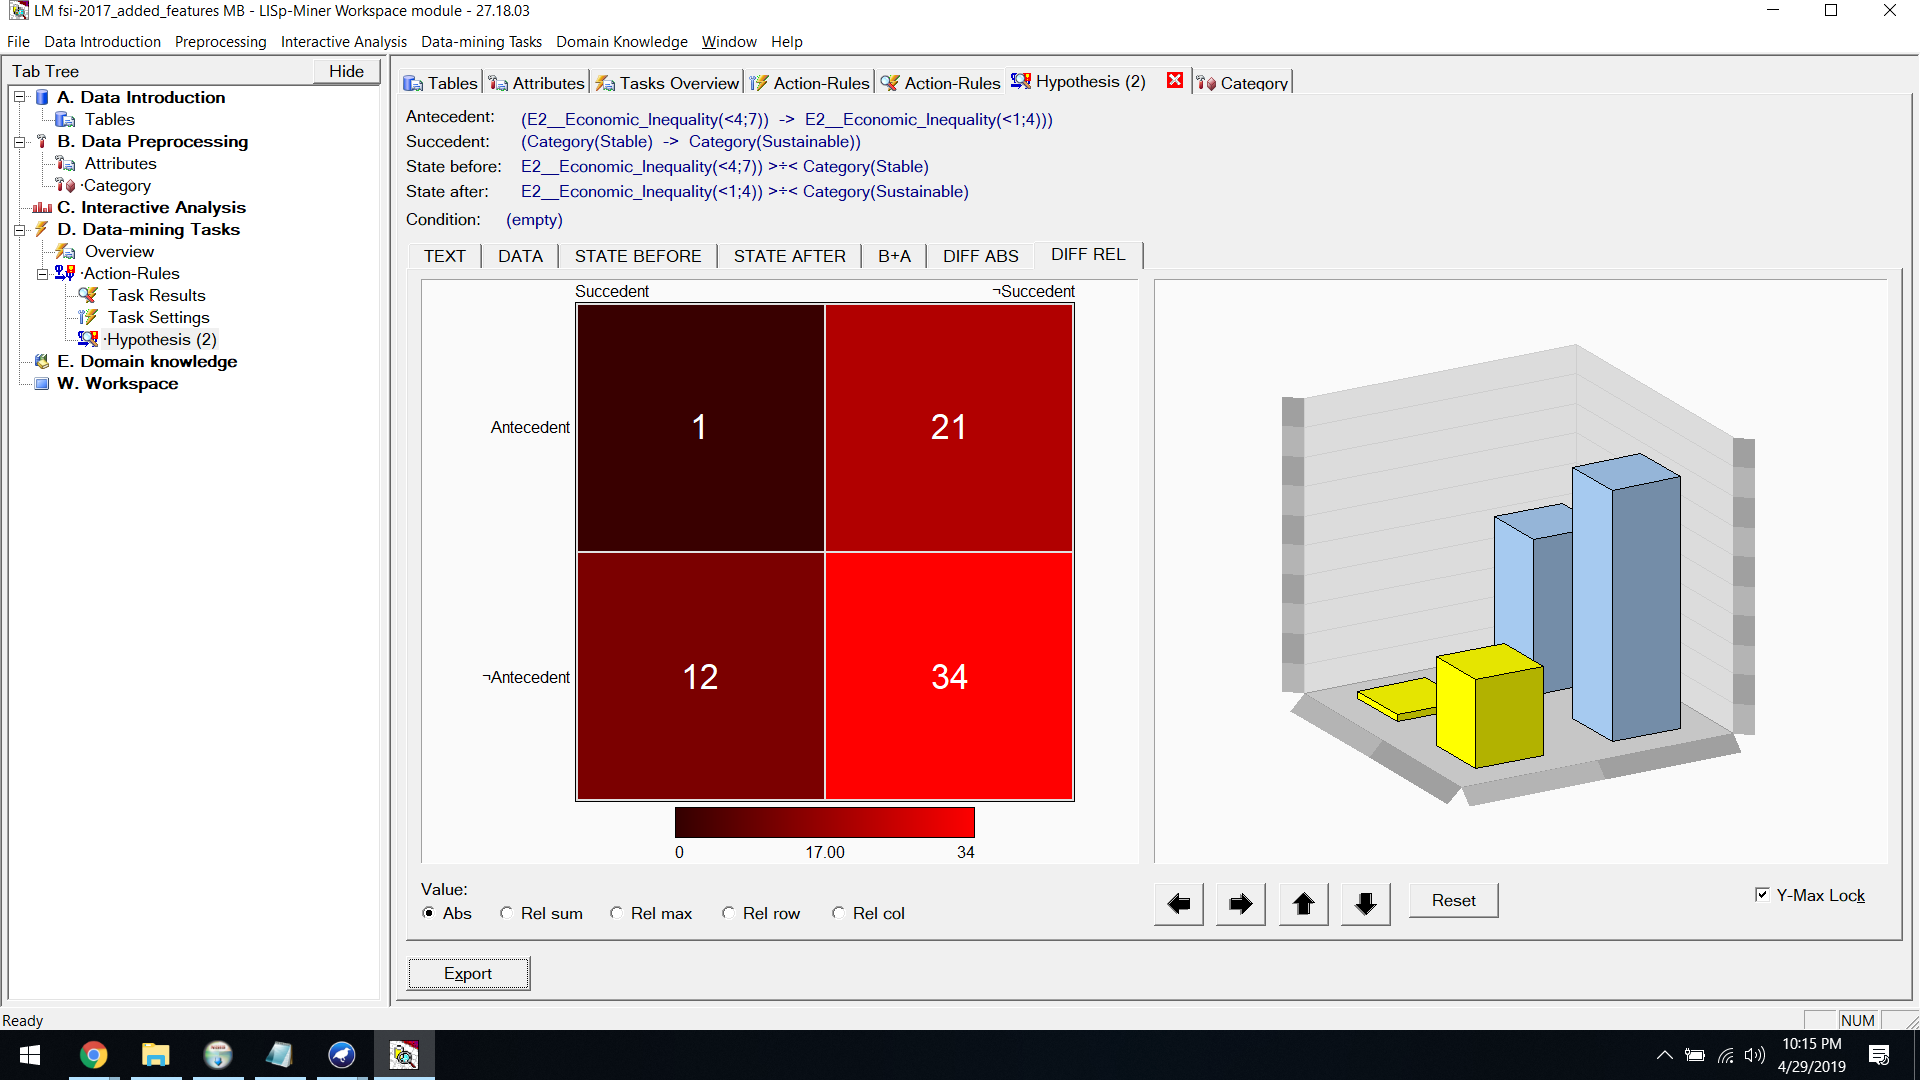 LM fsi-2017_added_features MB - LISp-Miner Workspace module - 27.18.03
File Data Introduction Preprocessing Interactive Analysis Data-mining Tasks Domain Knowledge Window Help
Tab Tree Hide
A. Data Introduction
Tables
B. Data Preprocessing
Attributes
·Category
C. Interactive Analysis
D. Data-mining Tasks
Overview
·Action-Rules
Task Results
Task Settings
·Hypothesis (2)
E. Domain knowledge
W. Workspace
Tables Attributes Tasks Overview Action-Rules Action-Rules Hypothesis (2) Category
Antecedent: (E2__Economic_Inequality(<4;7)) -> E2__Economic_Inequality(<1;4)))
Succedent: (Category(Stable) -> Category(Sustainable))
State before: E2__Economic_Inequality(<4;7)) >÷< Category(Stable)
State after: E2__Economic_Inequality(<1;4)) >÷< Category(Sustainable)
Condition: (empty)
TEXT DATA STATE BEFORE STATE AFTER B+A DIFF ABS DIFF REL
Succedent ¬Succedent
Antecedent 1 21
¬Antecedent 12 34
0 17.00 34
Value:
Abs Rel sum Rel max Rel row Rel col
Reset
Y-Max Lock
Export
Ready
NUM
10:15 PM
4/29/2019